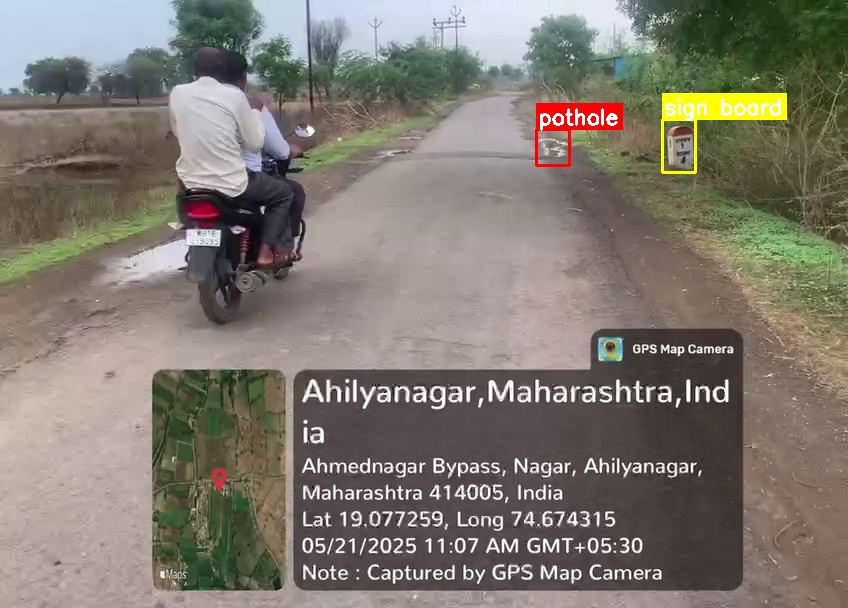 pothole
sign board
GPS Map Camera
Ahilyanagar,Maharashtra,Ind
ia
Ahmednagar Bypass, Nagar, Ahilyanagar,
Maharashtra 414005, India
Lat 19.077259, Long 74.674315
05/21/2025 11:07 AM GMT+05:30
Note : Captured by GPS Map Camera
Maps